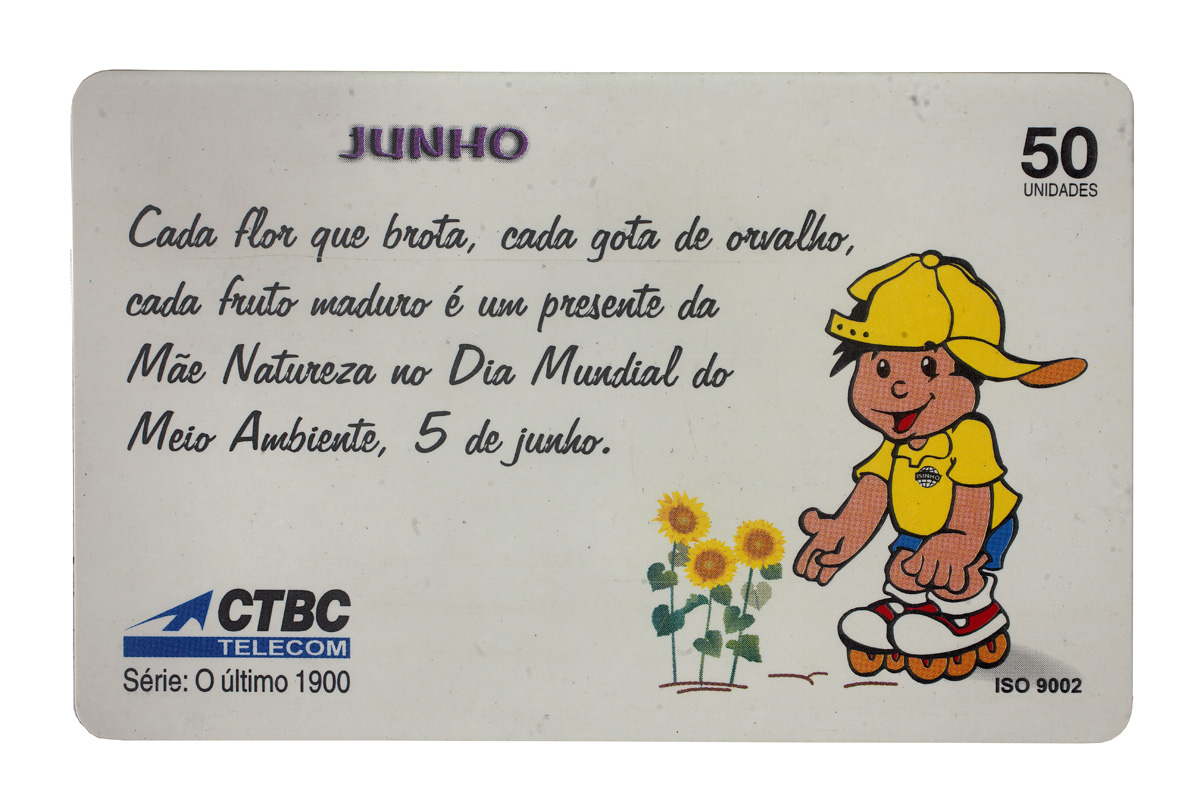 JUNHO
50
UNIDADES
Cada flor que brota, cada gota de orvalho,
cada fruto maduro é um presente da
Mãe Natureza no Dia Mundial do
Meio Ambiente, 5 de junho.
ISINHO
CTBC
TELECOM
Série: O último 1900
ISO 9002